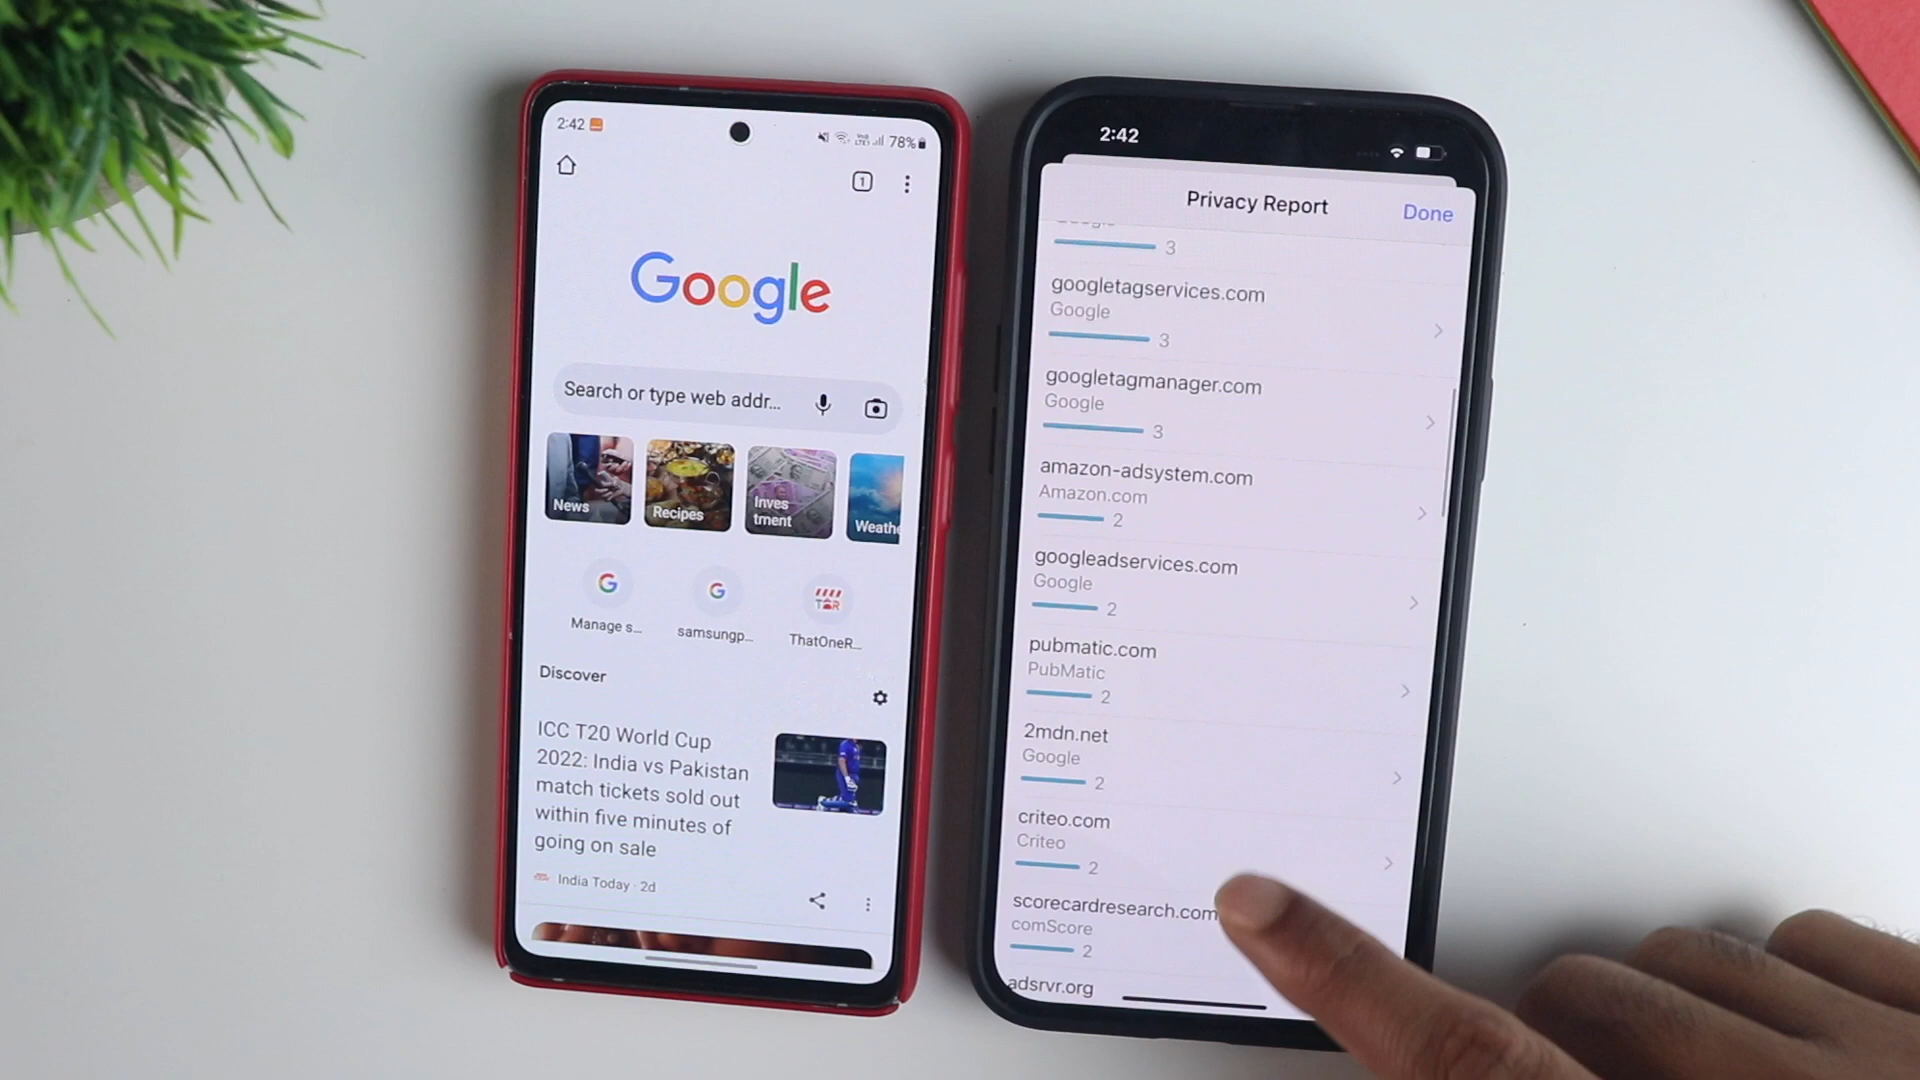 2:42
78%
1
Google
Search or type web addr...
News
Recipes
Inves
tment
Weathe
Manage s...
samsungp...
ThatOneR...
Discover
ICC T20 World Cup
2022: India vs Pakistan
match tickets sold out
within five minutes of
going on sale
India Today · 2d
2:42
Privacy Report
Done
3
googletagservices.com
Google
3
googletagmanager.com
Google
3
amazon-adsystem.com
Amazon.com
2
googleadservices.com
Google
2
pubmatic.com
PubMatic
2
2mdn.net
Google
2
criteo.com
Criteo
2
scorecardresearch.com
comScore
2
adsrvr.org